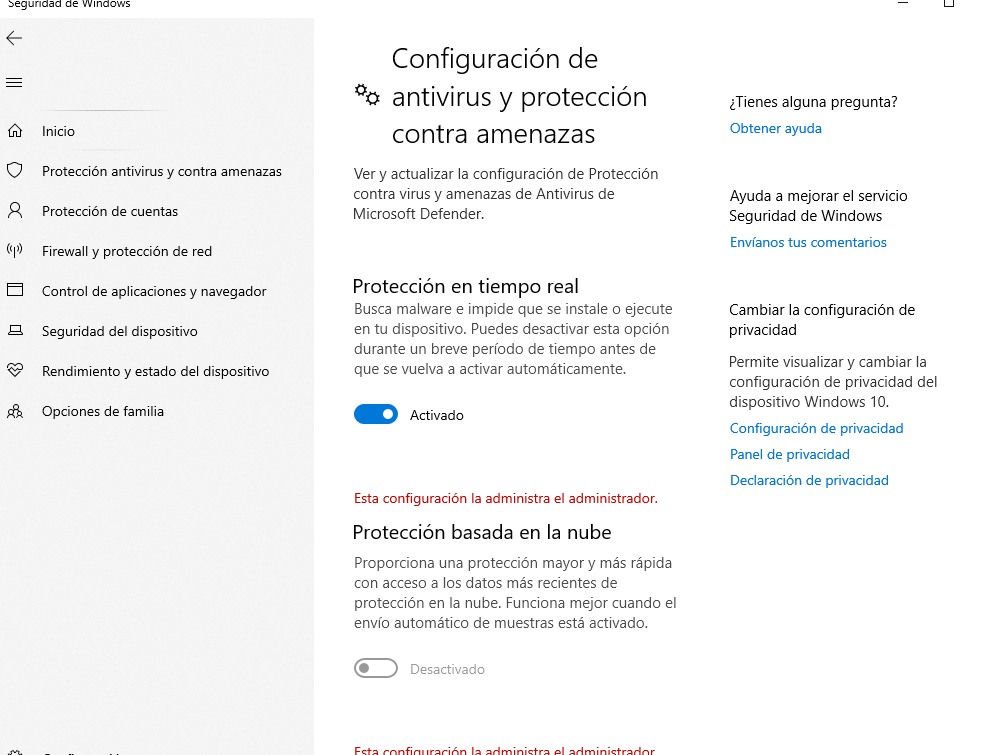 Seguridad de Windows
Inicio
Protección antivirus y contra amenazas
Protección de cuentas
Firewall y protección de red
Control de aplicaciones y navegador
Seguridad del dispositivo
Rendimiento y estado del dispositivo
Opciones de familia
Configuración de
antivirus y protección
contra amenazas
Ver y actualizar la configuración de Protección
contra virus y amenazas de Antivirus de
Microsoft Defender.
Protección en tiempo real
Busca malware e impide que se instale o ejecute
en tu dispositivo. Puedes desactivar esta opción
durante un breve período de tiempo antes de
que se vuelva a activar automáticamente.
Activado
Esta configuración la administra el administrador.
Protección basada en la nube
Proporciona una protección mayor y más rápida
con acceso a los datos más recientes de
protección en la nube. Funciona mejor cuando el
envío automático de muestras está activado.
Desactivado
Esta configuración la administra el administrador.
¿Tienes alguna pregunta?
Obtener ayuda
Ayuda a mejorar el servicio
Seguridad de Windows
Envíanos tus comentarios
Cambiar la configuración de
privacidad
Permite visualizar y cambiar la
configuración de privacidad del
dispositivo Windows 10.
Configuración de privacidad
Panel de privacidad
Declaración de privacidad